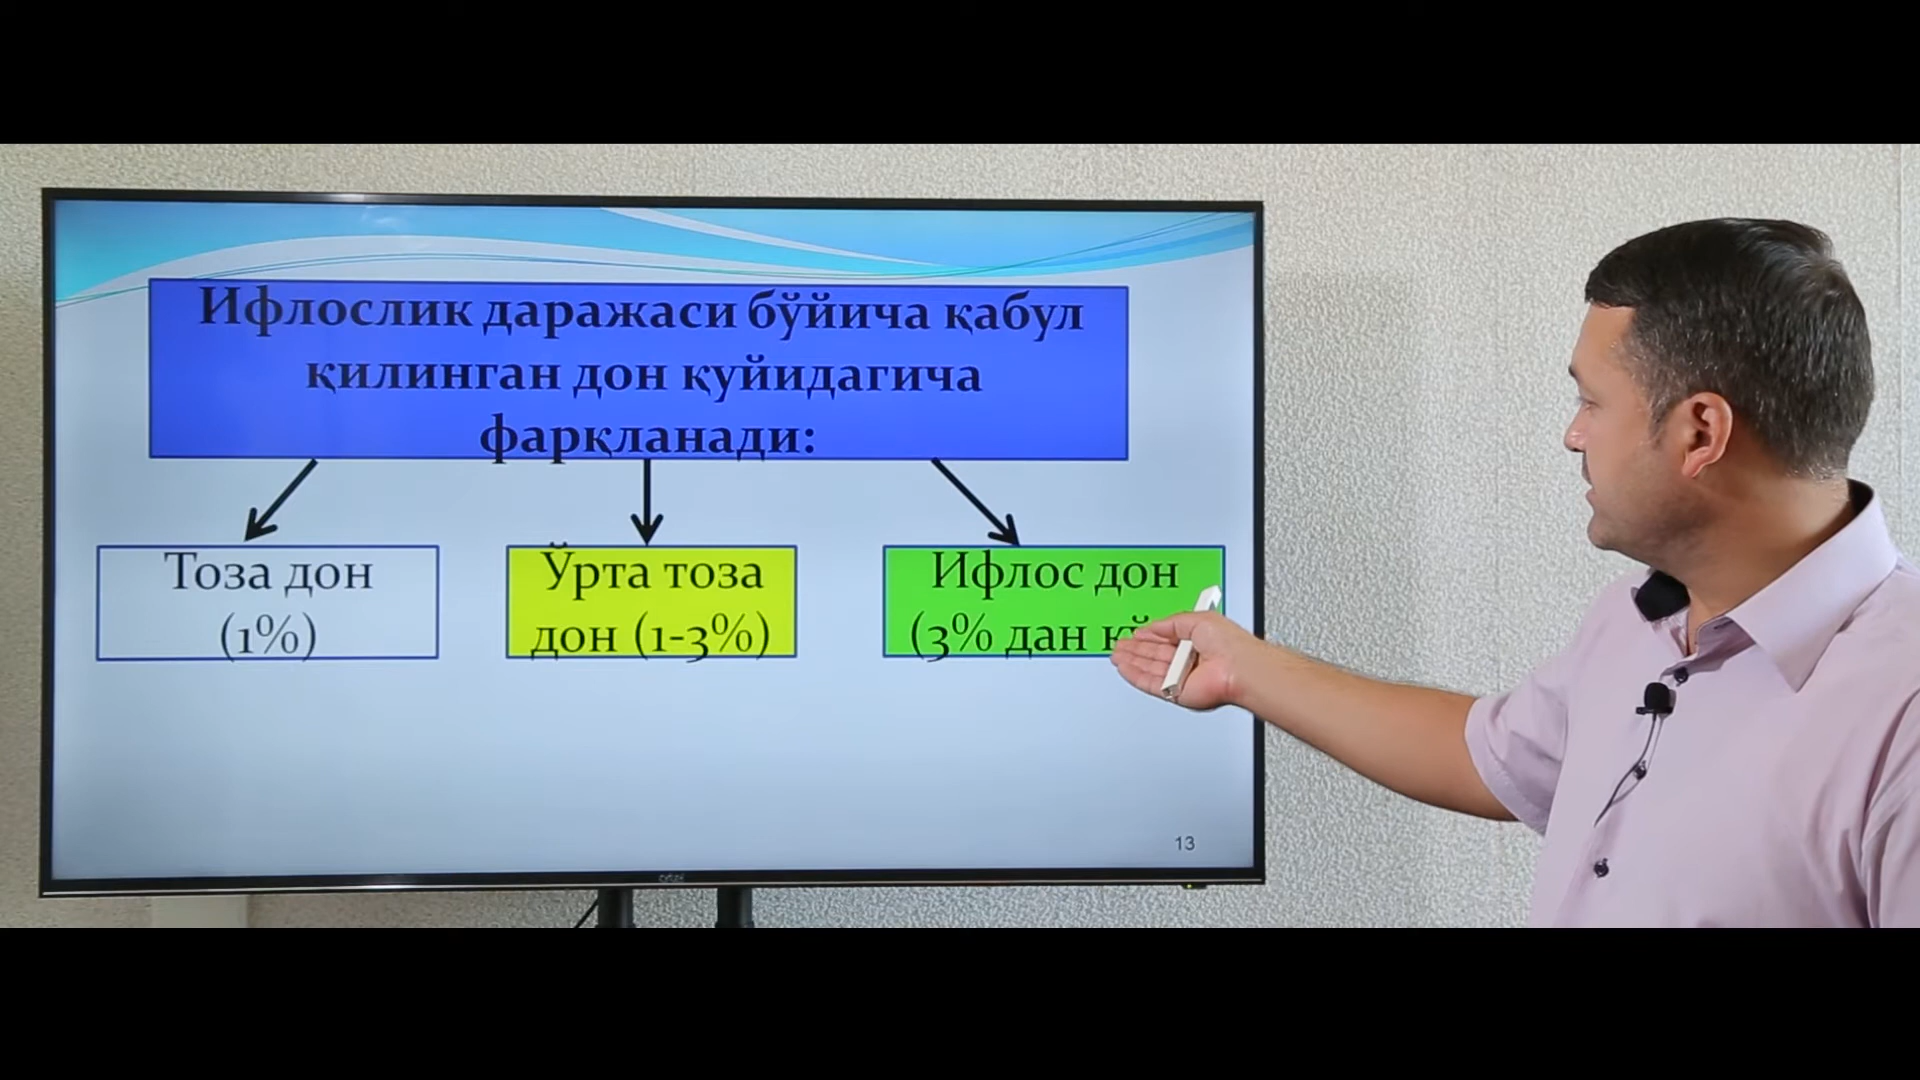 Ифлослик даражаси бўйича қабул
қилинган дон қуйидагича
фарқланади:
Тоза дон
(1%)
Ўрта тоза
дон (1-3%)
Ифлос дон
(3% дан
13